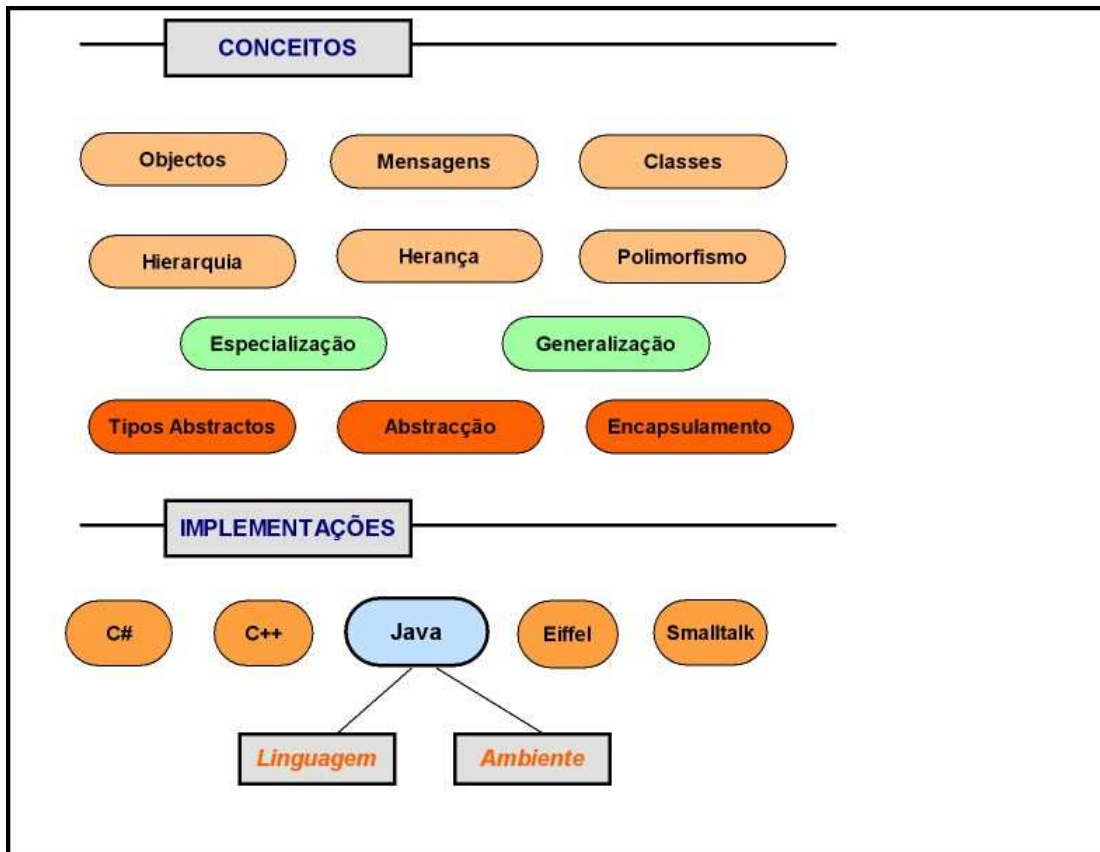 CONCEITOS
Objectos Mensagens Classes
Hierarquia Herança Polimorfismo
Especialização Generalização
Tipos Abstractos Abstracção Encapsulamento
IMPLEMENTAÇÕES
C# C++ Java Eiffel Smalltalk
Linguagem Ambiente